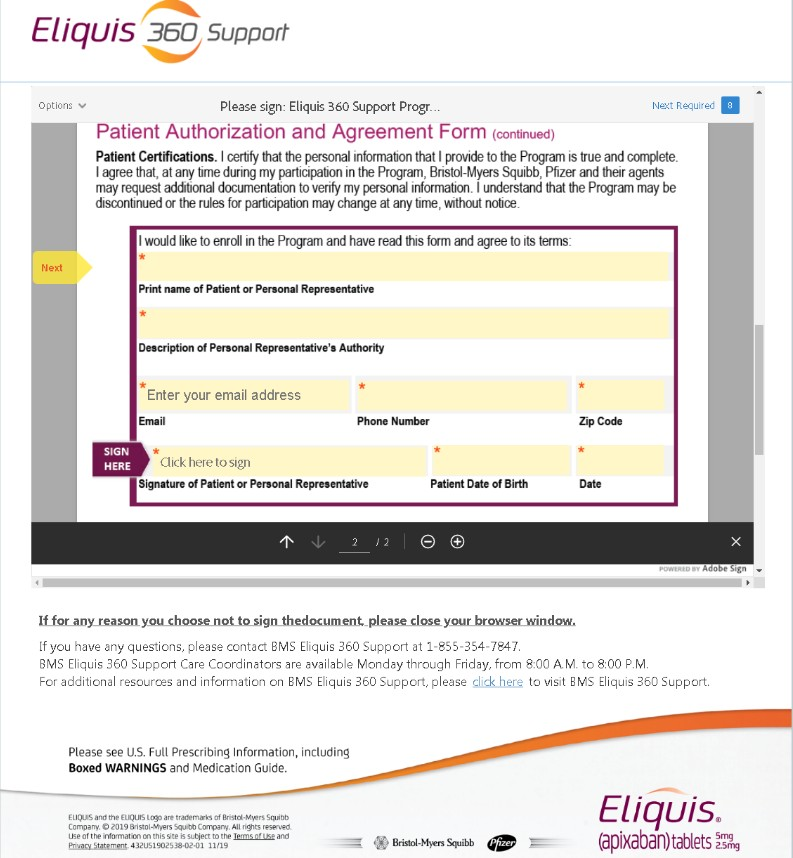 Eliquis 360 Support
Options
Please sign: Eliquis 360 Support Progr...
Next Required 8
Patient Authorization and Agreement Form (continued)
Patient Certifications. I certify that the personal information that I provide to the Program is true and complete.
I agree that, at any time during my participation in the Program, Bristol-Myers Squibb, Pfizer and their agents
may request additional documentation to verify my personal information. I understand that the Program may be
discontinued or the rules for participation may change at any time, without notice.
I would like to enroll in the Program and have read this form and agree to its terms:
*
Next
Print name of Patient or Personal Representative
*
Description of Personal Representative's Authority
* Enter your email address * *
Email Phone Number Zip Code
SIGN
HERE
* Click here to sign * *
Signature of Patient or Personal Representative Patient Date of Birth Date
2 / 2
POWERED BY Adobe Sign
If for any reason you choose not to sign thedocument, please close your browser window.
If you have any questions, please contact BMS Eliquis 360 Support at 1-855-354-7847.
BMS Eliquis 360 Support Care Coordinators are available Monday through Friday, from 8:00 A.M. to 8:00 P.M.
For additional resources and information on BMS Eliquis 360 Support, please click here to visit BMS Eliquis 360 Support.
Please see U.S. Full Prescribing Information, including
Boxed WARNINGS and Medication Guide.
ELIQUIS and the ELIQUIS Logo are trademarks of Bristol-Myers Squibb
Company. © 2019 Bristol-Myers Squibb Company. All rights reserved.
Use of the information on this site is subject to the Terms of Use and
Privacy Statement. 432US1902538-02-01 11/19
Bristol-Myers Squibb
Pfizer
Eliquis®
(apixaban) tablets 5mg
2.5mg